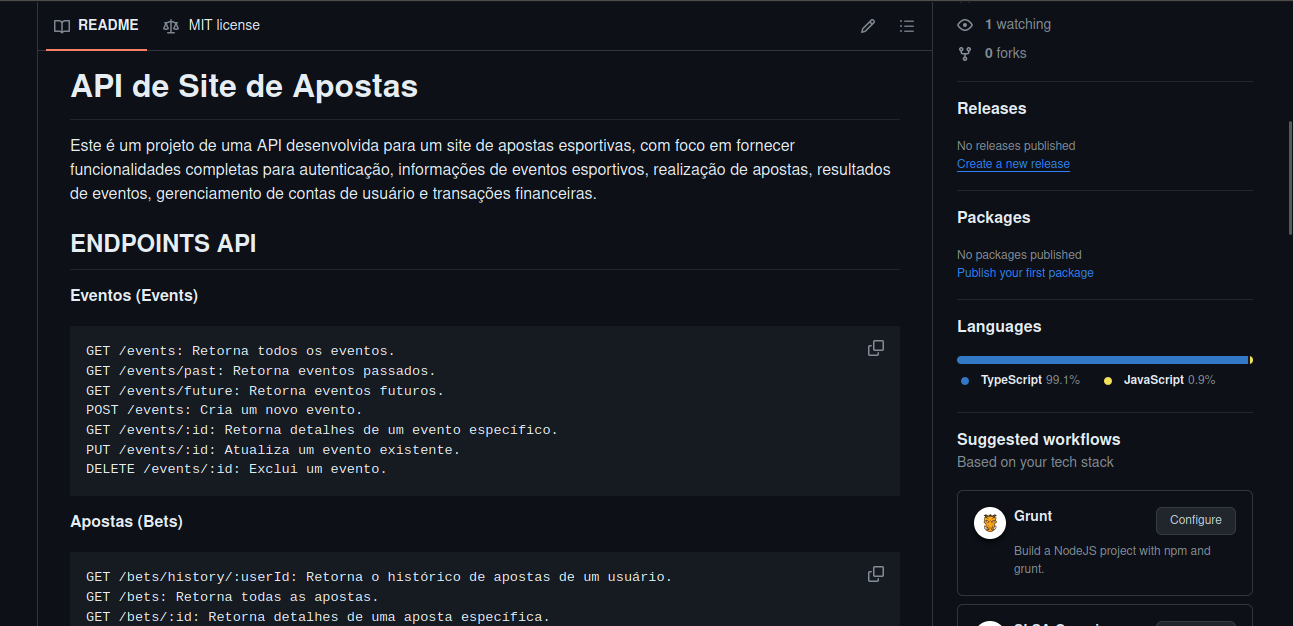 README
MIT license
API de Site de Apostas
Este é um projeto de uma API desenvolvida para um site de apostas esportivas, com foco em fornecer
funcionalidades completas para autenticação, informações de eventos esportivos, realização de apostas, resultados
de eventos, gerenciamento de contas de usuário e transações financeiras.
ENDPOINTS API
Eventos (Events)
GET /events: Retorna todos os eventos.
GET /events/past: Retorna eventos passados.
GET /events/future: Retorna eventos futuros.
POST /events: Cria um novo evento.
GET /events/:id: Retorna detalhes de um evento específico.
PUT /events/:id: Atualiza um evento existente.
DELETE /events/:id: Exclui um evento.
Apostas (Bets)
GET /bets/history/:userId: Retorna o histórico de apostas de um usuário.
GET /bets: Retorna todas as apostas.
GET /bets/:id: Retorna detalhes de uma aposta específica.
1 watching
0 forks
Releases
No releases published
Create a new release
Packages
No packages published
Publish your first package
Languages
TypeScript 99.1%
JavaScript 0.9%
Suggested workflows
Based on your tech stack
Grunt
Configure
Build a NodeJS project with npm and
grunt.